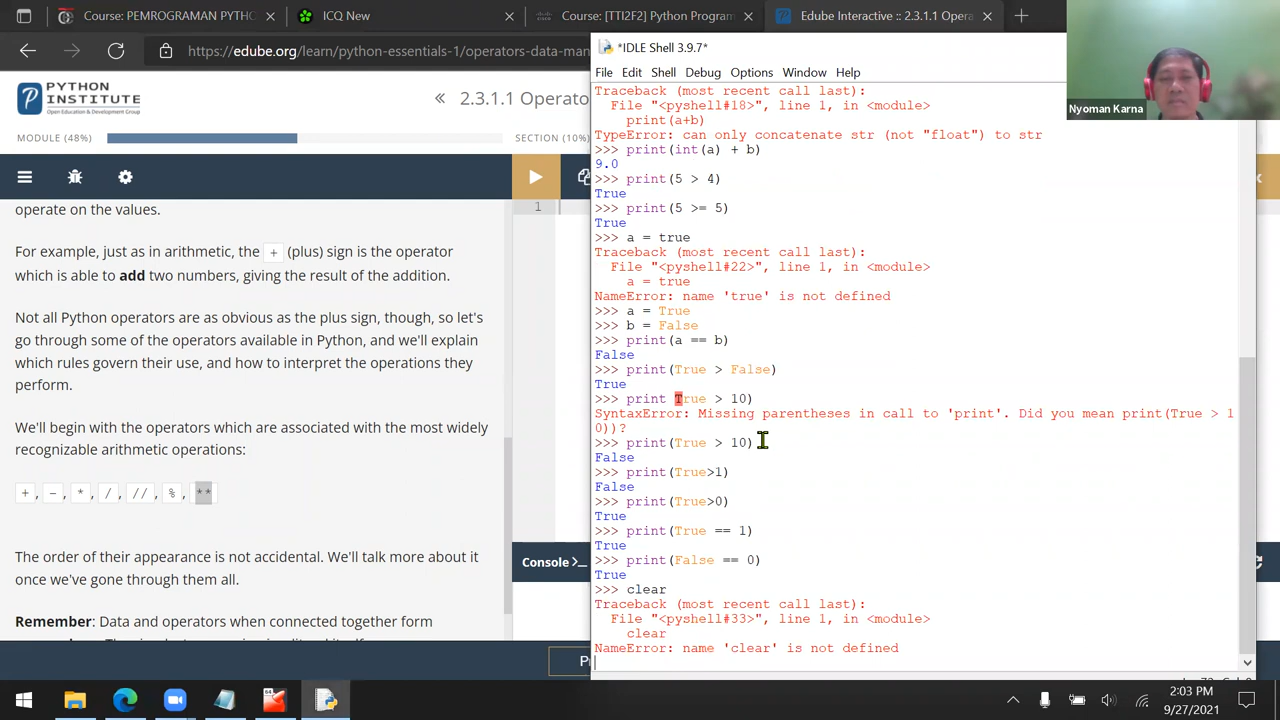 Course: PEMROGRAMAN PYTHO
ICQ New
Course: [TTI2F2] Python Program
Edube Interactive :: 2.3.1.1 Opera
https://edube.org/learn/python-essentials-1/operators-data-man
PYTHON
INSTITUTE
Open Education & Development Group
2.3.1.1 Operato
MODULE (48%)
SECTION (10%)
operate on the values.
For example, just as in arithmetic, the + (plus) sign is the operator
which is able to add two numbers, giving the result of the addition.
Not all Python operators are as obvious as the plus sign, though, so let's
go through some of the operators available in Python, and we'll explain
which rules govern their use, and how to interpret the operations they
perform.
We'll begin with the operators which are associated with the most widely
recognizable arithmetic operations:
+, -, *, /, //, %, **
The order of their appearance is not accidental. We'll talk more about it
once we've gone through them all.
Remember: Data and operators when connected together form
1
Console >_
*IDLE Shell 3.9.7*
File Edit Shell Debug Options Window Help
Traceback (most recent call last):
File "<pyshell#18>", line 1, in <module>
print(a+b)
TypeError: can only concatenate str (not "float") to str
>>> print(int(a) + b)
9.0
>>> print(5 > 4)
True
>>> print(5 >= 5)
True
>>> a = true
Traceback (most recent call last):
File "<pyshell#22>", line 1, in <module>
a = true
NameError: name 'true' is not defined
>>> a = True
>>> b = False
>>> print(a == b)
False
>>> print(True > False)
True
>>> print True > 10)
SyntaxError: Missing parentheses in call to 'print'. Did you mean print(True > 1
0))?
>>> print(True > 10)
False
>>> print(True>1)
False
>>> print(True>0)
True
>>> print(True == 1)
True
>>> print(False == 0)
True
>>> clear
Traceback (most recent call last):
File "<pyshell#33>", line 1, in <module>
clear
NameError: name 'clear' is not defined
Nyoman Karna
2:03 PM
9/27/2021